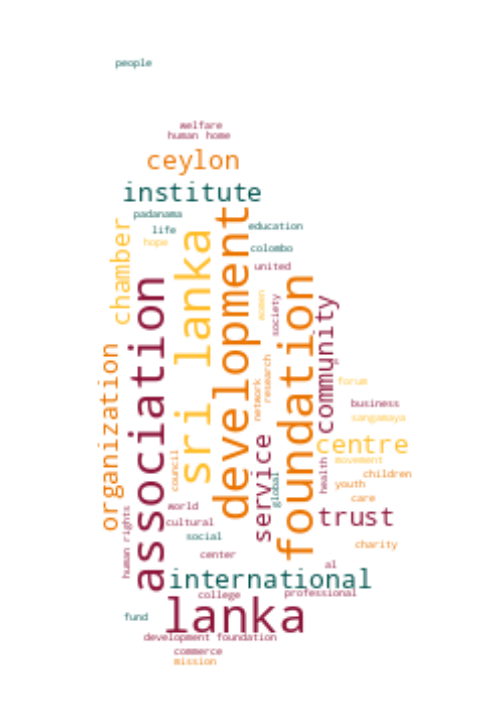 people
welfare
human home
ceylon
institute
padanama
life
hope
education
colombo
united
chamber
sri lanka
development
association
foundation
organization
community
women
society
research
network
s
forum
business
sangamaya
centre
movement
service
council
global
health
children
youth
care
trust
world
cultural
social
human rights
center
charity
al
international
college
professional
lanka
fund
development foundation
commerce
mission